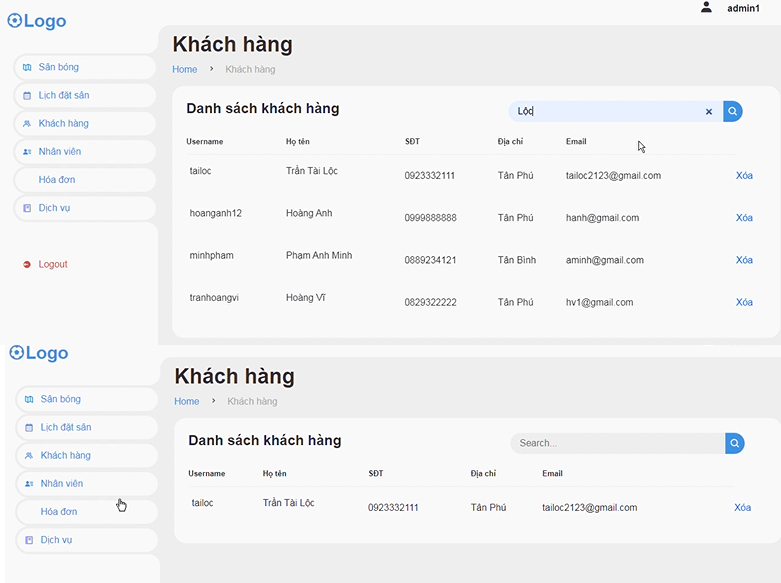 admin1
Logo
Khách hàng
Home > Khách hàng
Sân bóng
Lịch đặt sân
Khách hàng
Nhân viên
Hóa đơn
Dịch vụ
Logout
Danh sách khách hàng
Lộc
Username Họ tên SĐT Địa chỉ Email
tailoc Trần Tài Lộc 0923332111 Tân Phú tailoc2123@gmail.com Xóa
hoanganh12 Hoàng Anh 0999888888 Tân Phú hanh@gmail.com Xóa
minhpham Phạm Anh Minh 0889234121 Tân Bình aminh@gmail.com Xóa
tranhoangvi Hoàng Vĩ 0829322222 Tân Phú hv1@gmail.com Xóa
Logo
Khách hàng
Home > Khách hàng
Sân bóng
Lịch đặt sân
Khách hàng
Nhân viên
Hóa đơn
Dịch vụ
Danh sách khách hàng
Search...
Username Họ tên SĐT Địa chỉ Email
tailoc Trần Tài Lộc 0923332111 Tân Phú tailoc2123@gmail.com Xóa